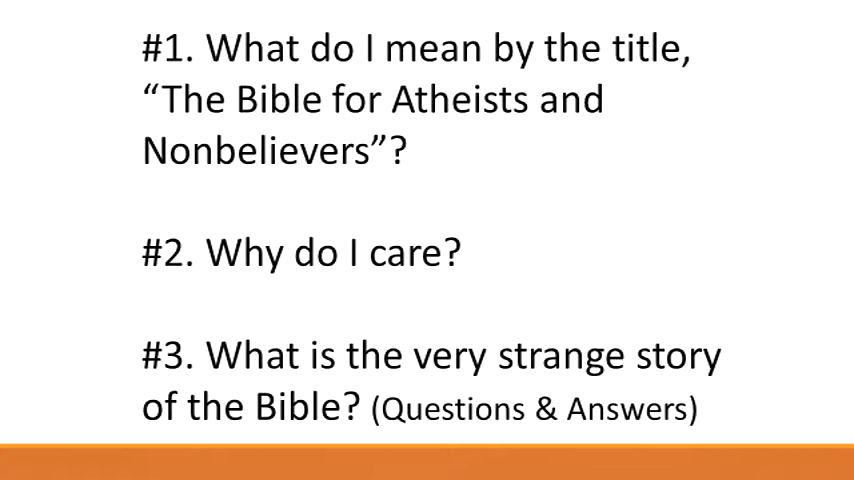 #1. What do I mean by the title,
“The Bible for Atheists and
Nonbelievers”?
#2. Why do I care?
#3. What is the very strange story
of the Bible? (Questions & Answers)